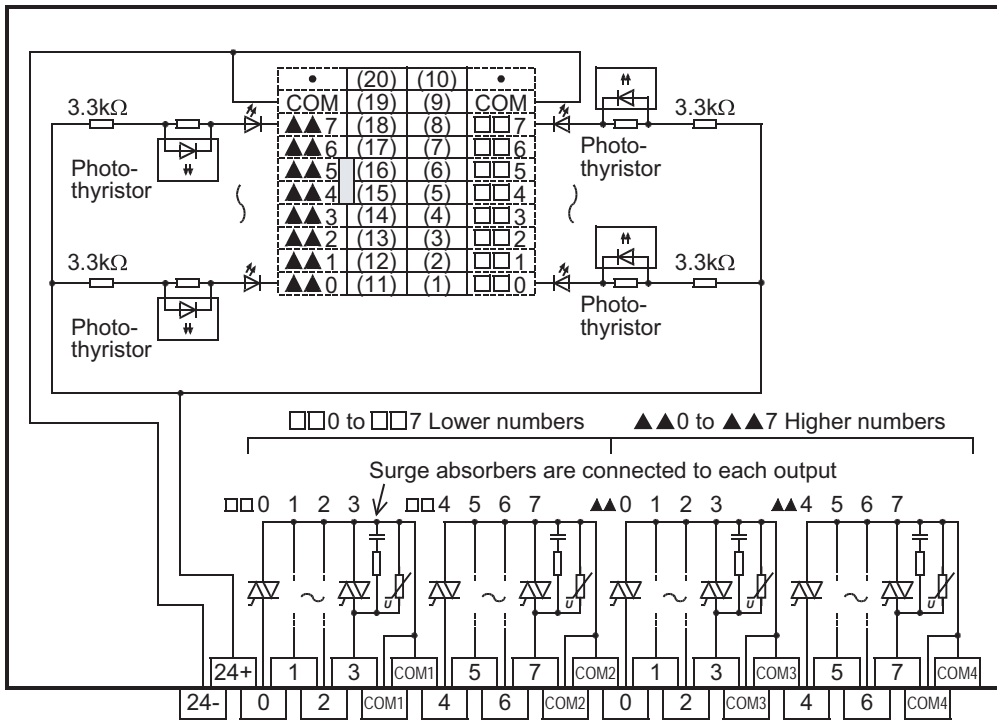 • (20) (10) •
COM (19) (9) COM
3.3kΩ ▲▲7 (18) (8) □□7 3.3kΩ
▲▲6 (17) (7) □□6
Photo-
thyristor
Photo-
thyristor
▲▲5 (16) (6) □□5
▲▲4 (15) (5) □□4
▲▲3 (14) (4) □□3
▲▲2 (13) (3) □□2
3.3kΩ ▲▲1 (12) (2) □□1 3.3kΩ
▲▲0 (11) (1) □□0
Photo-
thyristor
Photo-
thyristor
□□0 to □□7 Lower numbers ▲▲0 to ▲▲7 Higher numbers
Surge absorbers are connected to each output
□□0 1 2 3 □□4 5 6 7 ▲▲0 1 2 3 ▲▲4 5 6 7
U U U U
24+ 1 3 COM1 5 7 COM2 1 3 COM3 5 7 COM4
24- 0 2 COM1 4 6 COM2 0 2 COM3 4 6 COM4